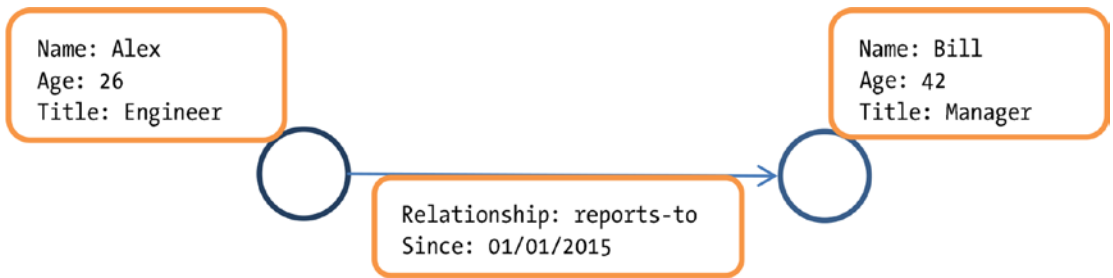 Name: Alex
Age: 26
Title: Engineer
Name: Bill
Age: 42
Title: Manager
Relationship: reports-to
Since: 01/01/2015